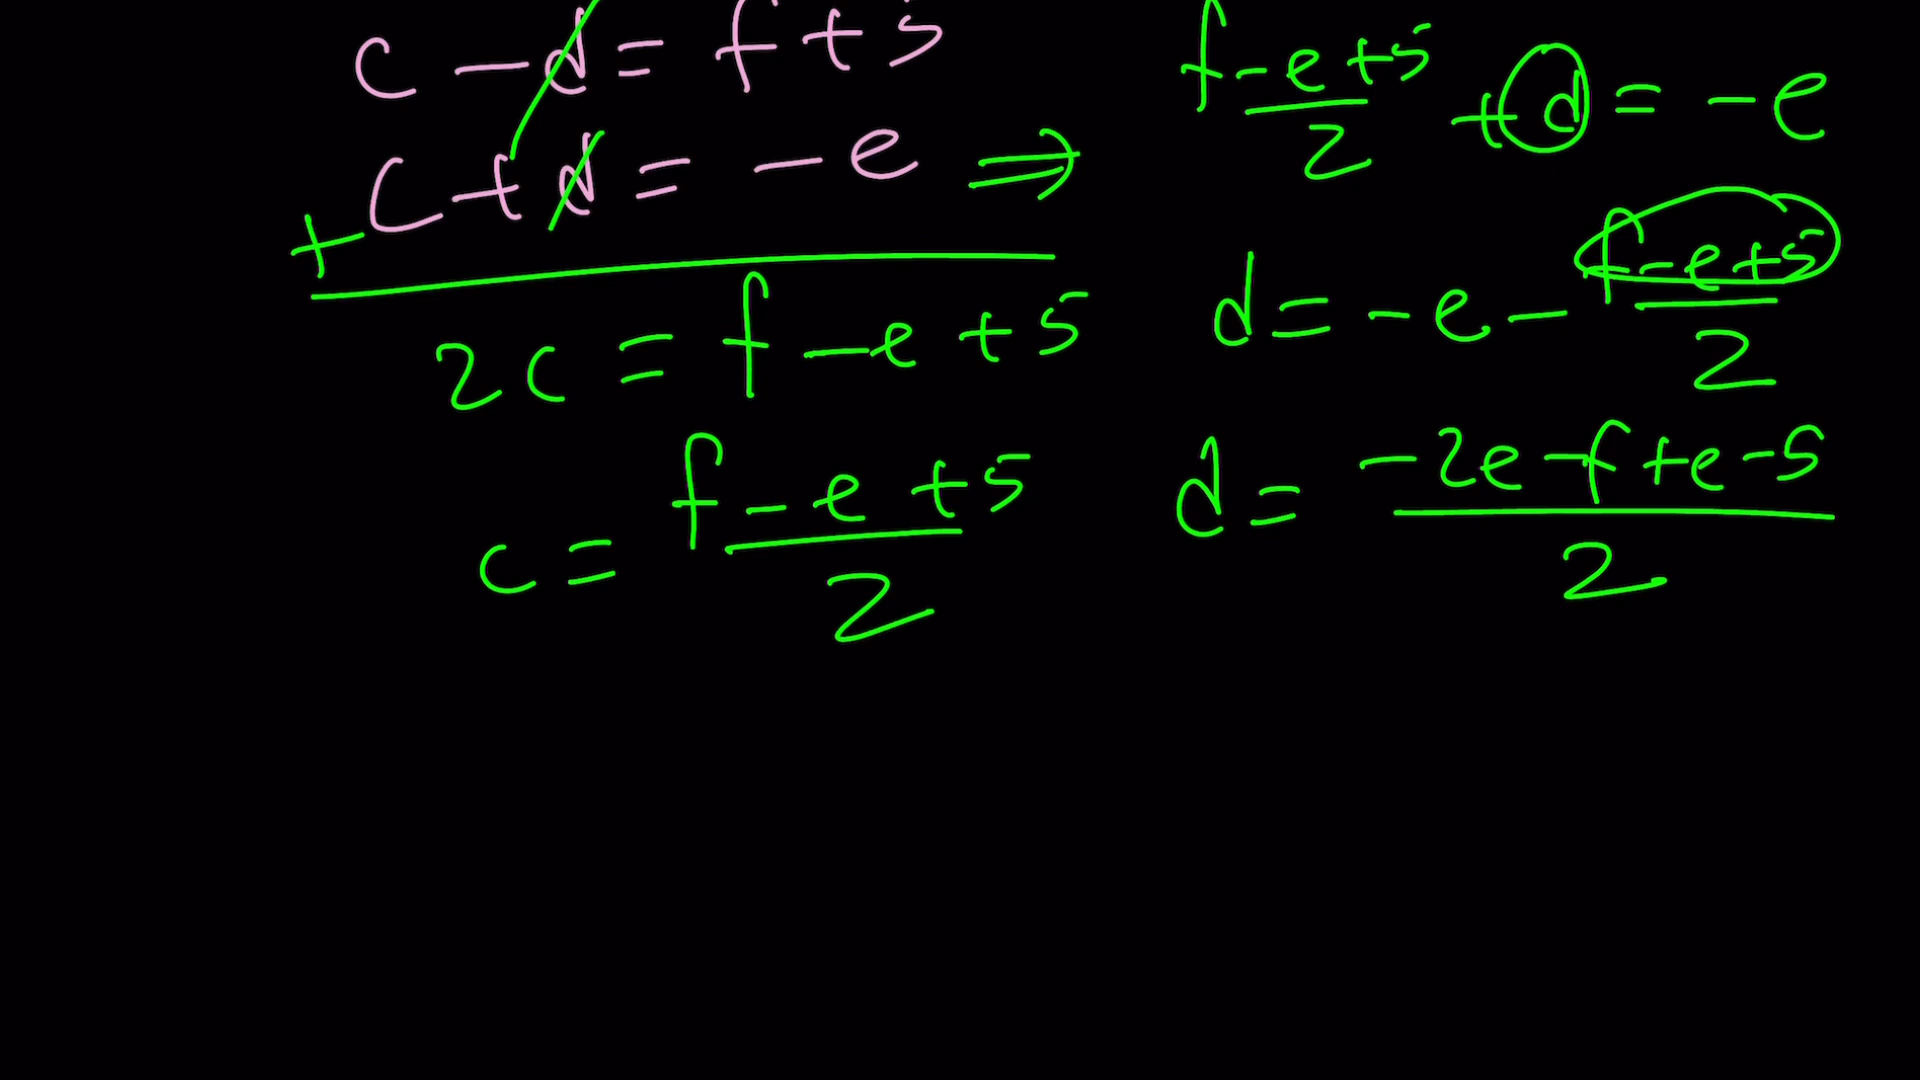 c - d = f + 5
c + d = - e ⇒
+
2c = f - e + 5
c = (f - e + 5)/2
(f - e + 5)/2 + d = - e
d = - e - (f - e + 5)/2
d = (- 2e - f + e - 5)/2